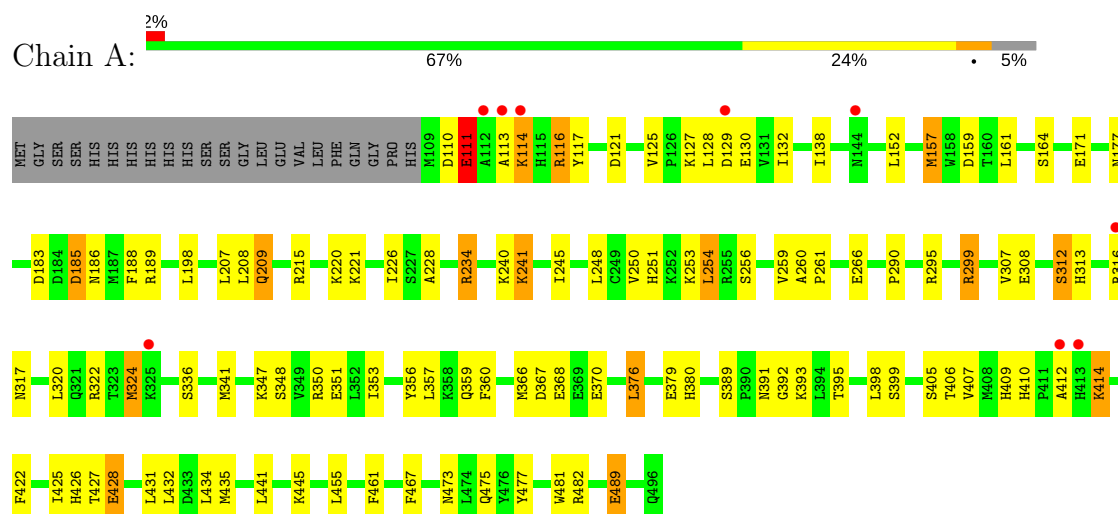 2%
Chain A:
67% 24% • 5%
MET GLY SER SER HIS HIS HIS HIS HIS HIS SER SER GLY LEU GLU VAL LEU PHE GLN GLY PRO HIS M109 D110 E111 A112 A113 K114 H115 R116 Y117 D121 V125 P126 K127 L128 D129 E130 V131 I132 I138 N144 L152 M157 W158 D159 T160 L161 S164 E171 N177
D183 D184 D185 N186 M187 F188 R189 L198 L207 L208 Q209 R215 K220 K221 I226 S227 A228 R234 K240 K241 I245 L248 C249 V250 H251 K252 K253 L254 R255 S256 V259 A260 P261 E266 P290 R295 R299 V307 E308 S312 H313
N317 L320 Q321 R322 T323 M324 K325 S336 M341 K347 S348 V349 R350 E351 L352 I353 Y356 L357 K358 Q359 F360 M366 D367 E368 E369 E370 L376 E379 H380 S389 P390 N391 G392 K393 L394 T395 L398 S399 S405 T406 V407 M408 H409 H410 P411 A412 H413 K414
F422 I425 H426 T427 E428 L431 L432 D433 L434 M435 L441 K445 L455 F461 F467 N473 L474 Q475 Y476 Y477 W481 R482 E489 Q496